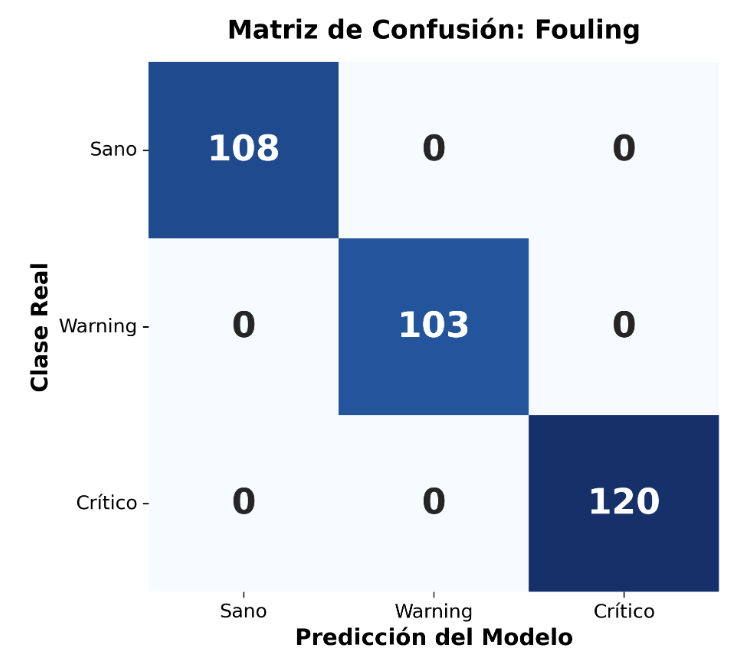 Matriz de Confusión: Fouling
Clase Real
Sano 108 0 0
Warning 0 103 0
Crítico 0 0 120
Sano Warning Crítico
Predicción del Modelo